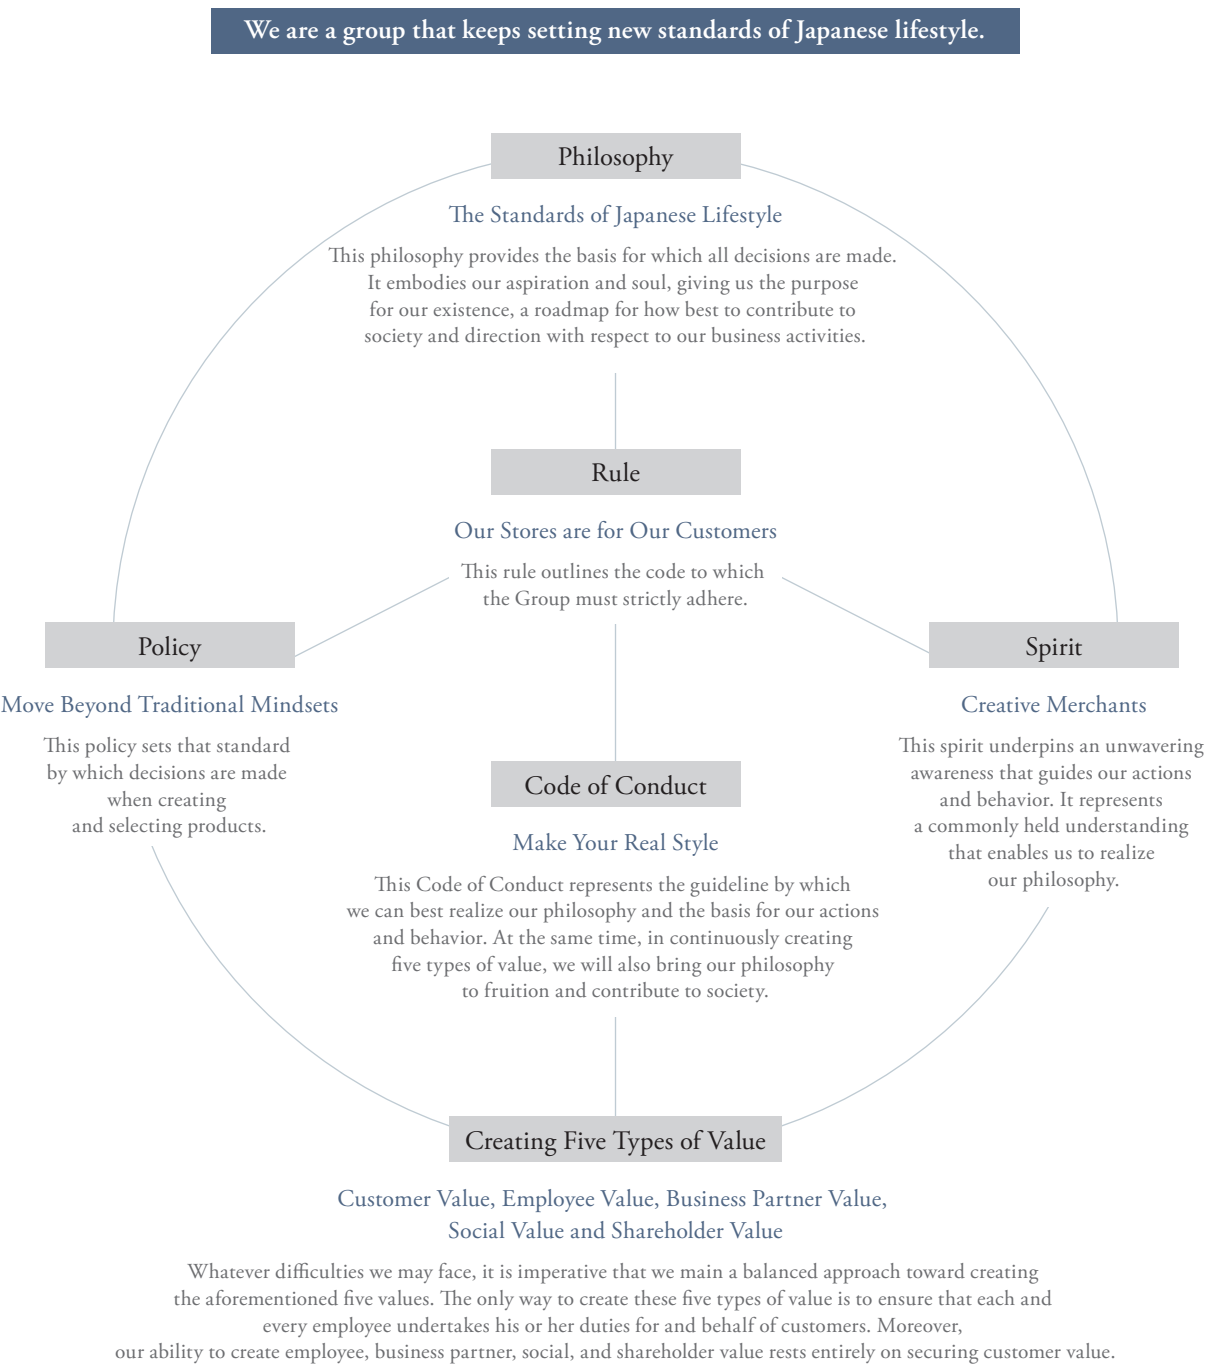 We are a group that keeps setting new standards of Japanese lifestyle.
Philosophy
The Standards of Japanese Lifestyle
This philosophy provides the basis for which all decisions are made.
It embodies our aspiration and soul, giving us the purpose
for our existence, a roadmap for how best to contribute to
society and direction with respect to our business activities.
Rule
Our Stores are for Our Customers
This rule outlines the code to which
the Group must strictly adhere.
Policy
Move Beyond Traditional Mindsets
This policy sets that standard
by which decisions are made
when creating
and selecting products.
Spirit
Creative Merchants
This spirit underpins an unwavering
awareness that guides our actions
and behavior. It represents
a commonly held understanding
that enables us to realize
our philosophy.
Code of Conduct
Make Your Real Style
This Code of Conduct represents the guideline by which
we can best realize our philosophy and the basis for our actions
and behavior. At the same time, in continuously creating
five types of value, we will also bring our philosophy
to fruition and contribute to society.
Creating Five Types of Value
Customer Value, Employee Value, Business Partner Value,
Social Value and Shareholder Value
Whatever difficulties we may face, it is imperative that we main a balanced approach toward creating
the aforementioned five values. The only way to create these five types of value is to ensure that each and
every employee undertakes his or her duties for and behalf of customers. Moreover,
our ability to create employee, business partner, social, and shareholder value rests entirely on securing customer value.